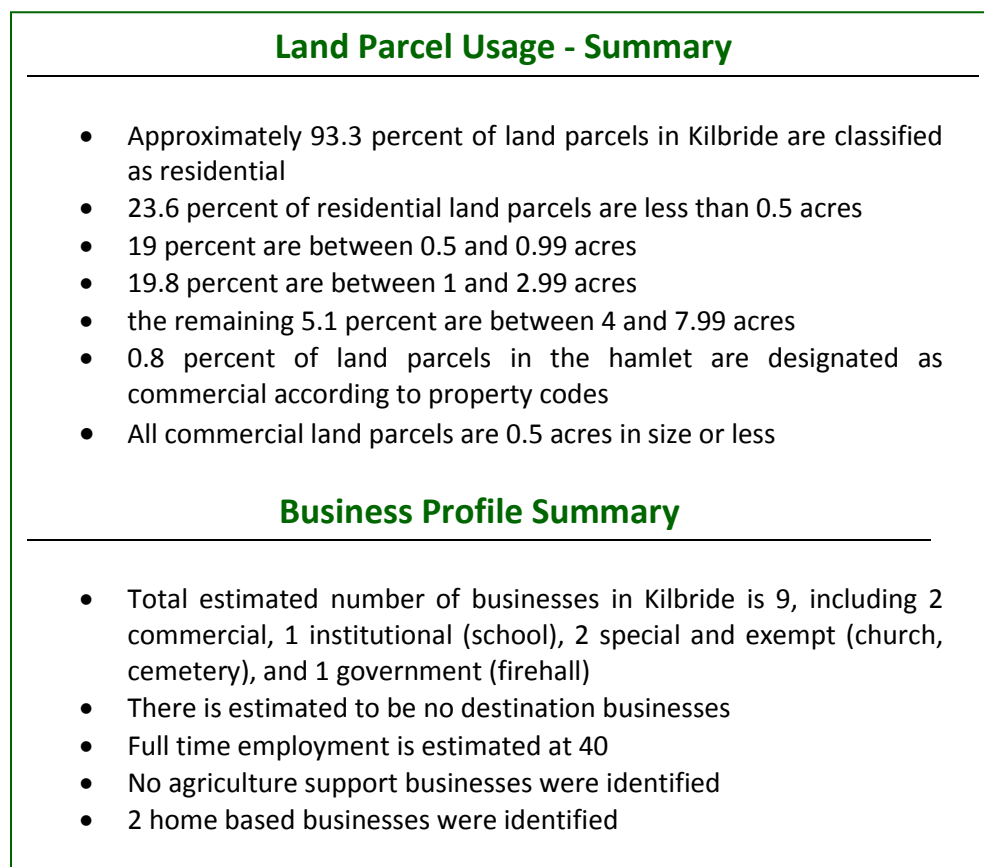 Land Parcel Usage - Summary
• Approximately 93.3 percent of land parcels in Kilbride are classified
as residential
• 23.6 percent of residential land parcels are less than 0.5 acres
• 19 percent are between 0.5 and 0.99 acres
• 19.8 percent are between 1 and 2.99 acres
• the remaining 5.1 percent are between 4 and 7.99 acres
• 0.8 percent of land parcels in the hamlet are designated as
commercial according to property codes
• All commercial land parcels are 0.5 acres in size or less
Business Profile Summary
• Total estimated number of businesses in Kilbride is 9, including 2
commercial, 1 institutional (school), 2 special and exempt (church,
cemetery), and 1 government (firehall)
• There is estimated to be no destination businesses
• Full time employment is estimated at 40
• No agriculture support businesses were identified
• 2 home based businesses were identified